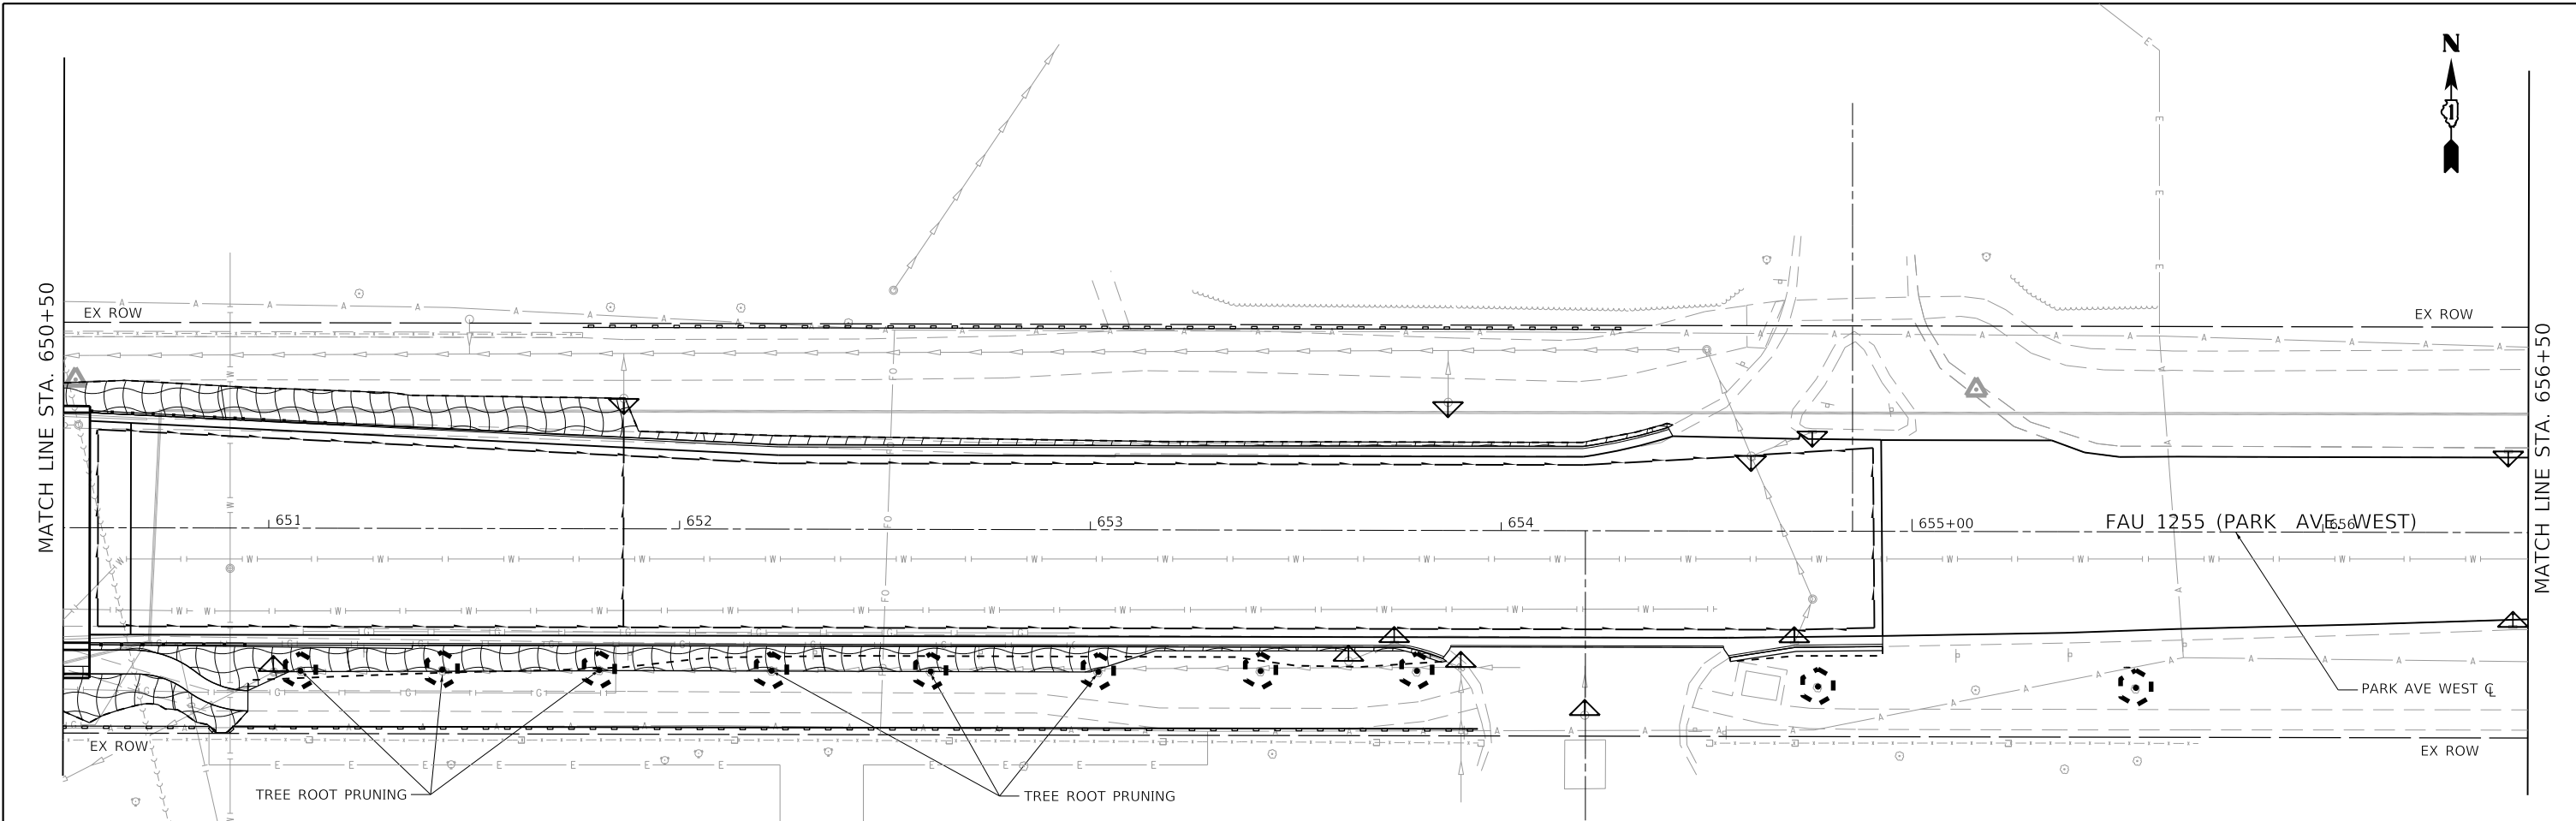 N
MATCH LINE STA. 650+50
MATCH LINE STA. 656+50
EX ROW
EX ROW
651
652
653
654
655+00
656
FAU 1255 (PARK AVE. WEST)
PARK AVE WEST ℄
EX ROW
EX ROW
TREE ROOT PRUNING
TREE ROOT PRUNING